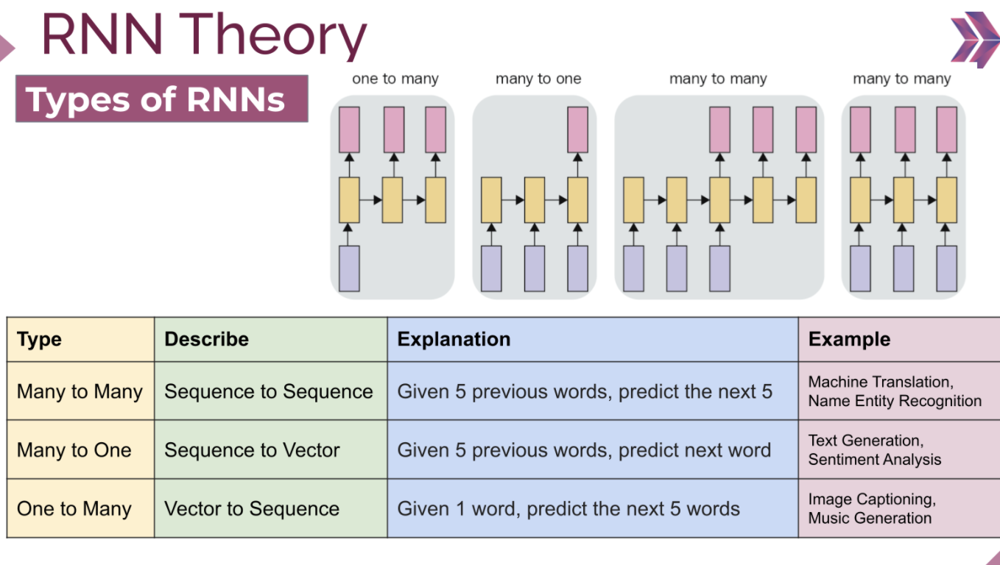 RNN Theory
Types of RNNs
one to many
many to one
many to many
many to many
Type
Describe
Explanation
Example
Many to Many
Sequence to Sequence
Given 5 previous words, predict the next 5
Machine Translation,
Name Entity Recognition
Many to One
Sequence to Vector
Given 5 previous words, predict next word
Text Generation,
Sentiment Analysis
One to Many
Vector to Sequence
Given 1 word, predict the next 5 words
Image Captioning,
Music Generation